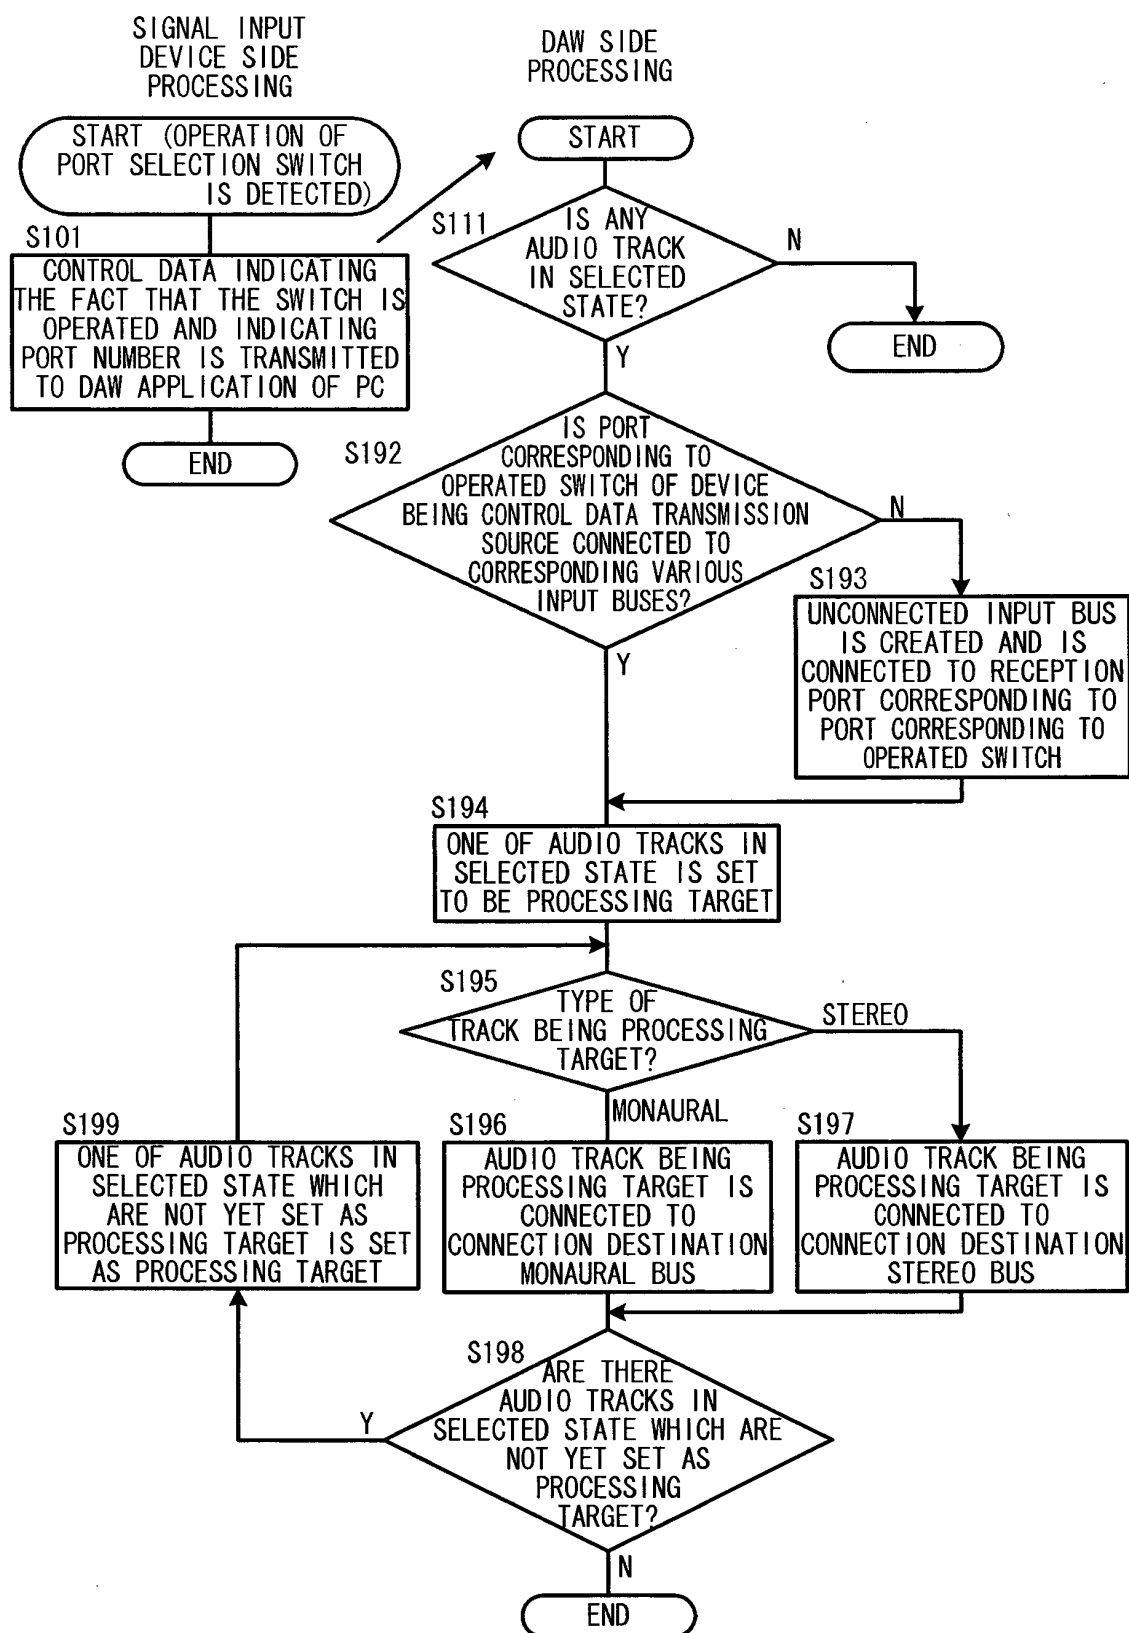 SIGNAL INPUT
DEVICE SIDE
PROCESSING
START (OPERATION OF
PORT SELECTION SWITCH
IS DETECTED)
S101
CONTROL DATA INDICATING
THE FACT THAT THE SWITCH IS
OPERATED AND INDICATING
PORT NUMBER IS TRANSMITTED
TO DAW APPLICATION OF PC
END
DAW SIDE
PROCESSING
START
S111
IS ANY
AUDIO TRACK
IN SELECTED
STATE?
N
END
Y
S192
IS PORT
CORRESPONDING TO
OPERATED SWITCH OF DEVICE
BEING CONTROL DATA TRANSMISSION
SOURCE CONNECTED TO
CORRESPONDING VARIOUS
INPUT BUSES?
N
Y
S193
UNCONNECTED INPUT BUS
IS CREATED AND IS
CONNECTED TO RECEPTION
PORT CORRESPONDING TO
PORT CORRESPONDING TO
OPERATED SWITCH
S194
ONE OF AUDIO TRACKS IN
SELECTED STATE IS SET
TO BE PROCESSING TARGET
S195
TYPE OF
TRACK BEING PROCESSING
TARGET?
STEREO
MONAURAL
S199
ONE OF AUDIO TRACKS IN
SELECTED STATE WHICH
ARE NOT YET SET AS
PROCESSING TARGET IS SET
AS PROCESSING TARGET
S196
AUDIO TRACK BEING
PROCESSING TARGET IS
CONNECTED TO
CONNECTION DESTINATION
MONAURAL BUS
S197
AUDIO TRACK BEING
PROCESSING TARGET IS
CONNECTED TO
CONNECTION DESTINATION
STEREO BUS
S198
ARE THERE
AUDIO TRACKS IN
SELECTED STATE WHICH ARE
NOT YET SET AS
PROCESSING
TARGET?
Y
N
END